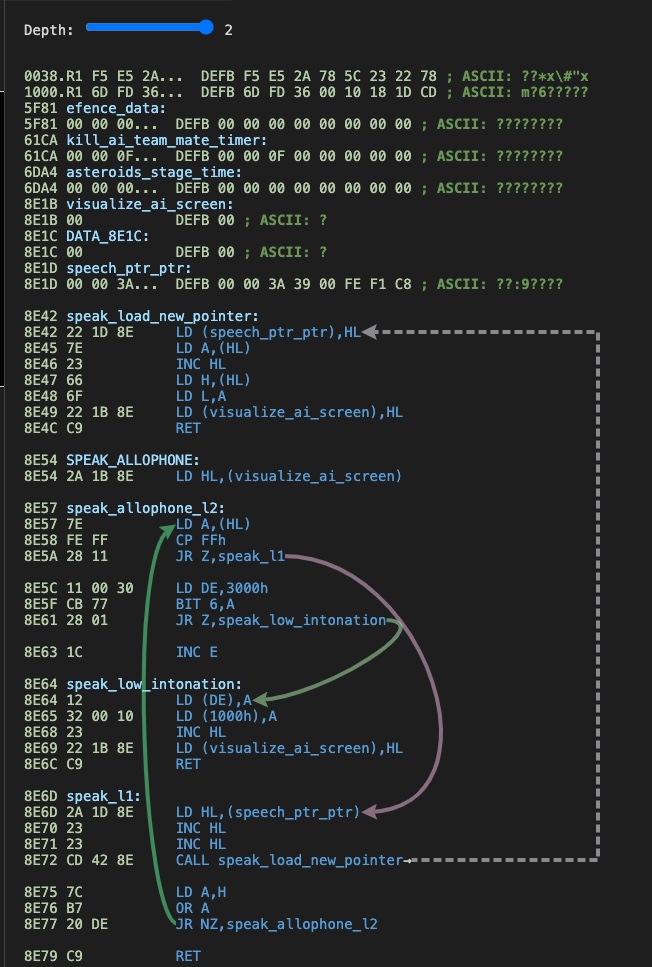 Depth: 2
0038.R1 F5 E5 2A... DEFB F5 E5 2A 78 5C 23 22 78 ; ASCII: ??*x\#"x
1000.R1 6D FD 36... DEFB 6D FD 36 00 10 18 1D CD ; ASCII: m?6?????
5F81 efence_data:
5F81 00 00 00... DEFB 00 00 00 00 00 00 00 00 ; ASCII: ????????
61CA kill_ai_team_mate_timer:
61CA 00 00 0F... DEFB 00 00 0F 00 00 00 00 00 ; ASCII: ????????
6DA4 asteroids_stage_time:
6DA4 00 00 00... DEFB 00 00 00 00 00 00 00 00 ; ASCII: ????????
8E1B visualize_ai_screen:
8E1B 00 DEFB 00 ; ASCII: ?
8E1C DATA_8E1C:
8E1C 00 DEFB 00 ; ASCII: ?
8E1D speech_ptr_ptr:
8E1D 00 00 3A... DEFB 00 00 3A 39 00 FE F1 C8 ; ASCII: ??:9????
8E42 speak_load_new_pointer:
8E42 22 1D 8E LD (speech_ptr_ptr),HL
8E45 7E LD A,(HL)
8E46 23 INC HL
8E47 66 LD H,(HL)
8E48 6F LD L,A
8E49 22 1B 8E LD (visualize_ai_screen),HL
8E4C C9 RET
8E54 SPEAK_ALLOPHONE:
8E54 2A 1B 8E LD HL,(visualize_ai_screen)
8E57 speak_allophone_l2:
8E57 7E LD A,(HL)
8E58 FE FF CP FFh
8E5A 28 11 JR Z,speak_l1
8E5C 11 00 30 LD DE,3000h
8E5F CB 77 BIT 6,A
8E61 28 01 JR Z,speak_low_intonation
8E63 1C INC E
8E64 speak_low_intonation:
8E64 12 LD (DE),A
8E65 32 00 10 LD (1000h),A
8E68 23 INC HL
8E69 22 1B 8E LD (visualize_ai_screen),HL
8E6C C9 RET
8E6D speak_l1:
8E6D 2A 1D 8E LD HL,(speech_ptr_ptr)
8E70 23 INC HL
8E71 23 INC HL
8E72 CD 42 8E CALL speak_load_new_pointer→
8E75 7C LD A,H
8E76 B7 OR A
8E77 20 DE JR NZ,speak_allophone_l2
8E79 C9 RET